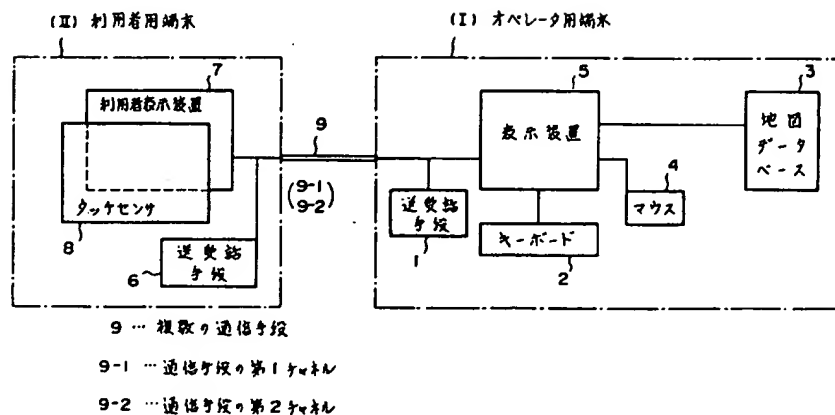 (II) 利用者用端末
(I) オペレータ用端末
7
5
3
利用者表示装置
9
表示装置
地図
データ
ベース
(9-1
9-2)
4
タッチセンサ
送受話
手段
マウス
8
送受話
手段
キーボード
6
1
2
9 … 複数の通信手段
9-1 … 通信手段の第1チャネル
9-2 … 通信手段の第2チャネル